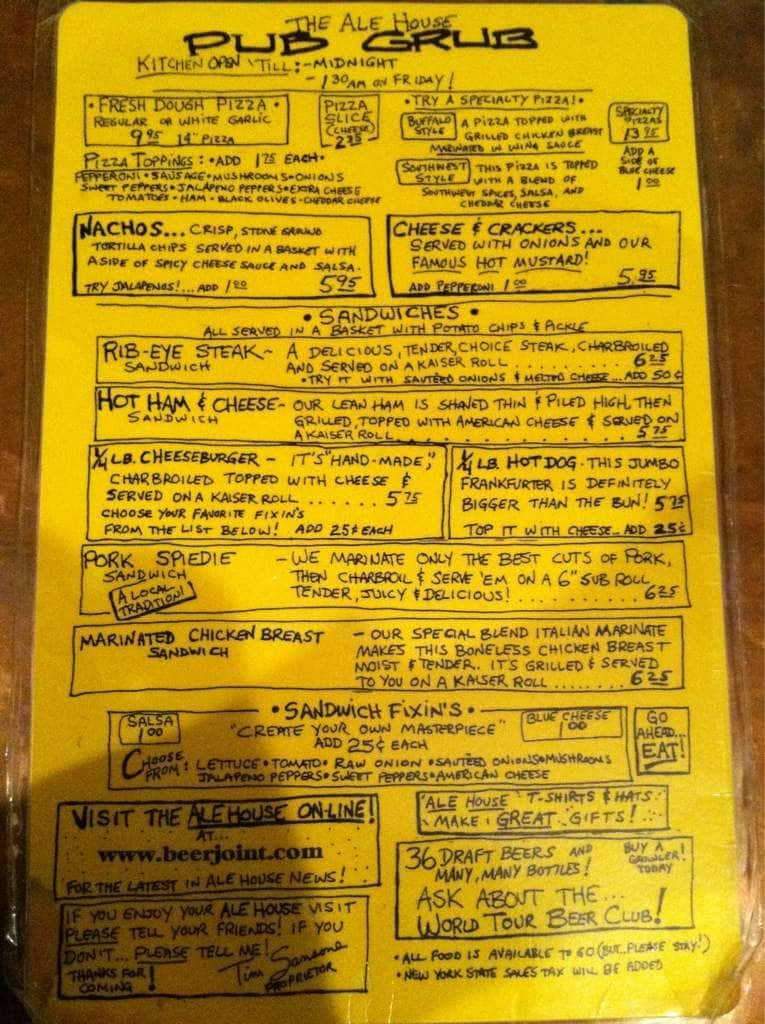 THE ALE HOUSE
PUB GRUB
KITCHEN OPEN 'TILL:-MIDNIGHT
- 1:30AM ON FRIDAY!
• FRESH DOUGH PIZZA •
REGULAR OR WHITE GARLIC
9 95 14" PIZZA
PIZZA
SLICE
(CHEESE)
2 25
PIZZA TOPPINGS: • ADD 1 75 EACH •
PEPPERONI • SAUSAGE • MUSHROOMS • ONIONS
SWEET PEPPERS • JALAPENO PEPPERS • EXTRA CHEESE
TOMATOES • HAM • BLACK OLIVES • CHEDDAR CHEESE
• TRY A SPECIALTY PIZZA! •
BUFFALO STYLE A PIZZA TOPPED WITH
GRILLED CHICKEN BREAST
MARINATED IN WING SAUCE
SOUTHWEST STYLE THIS PIZZA IS TOPPED
WITH A BLEND OF
SOUTHWEST SPICES, SALSA, AND
CHEDDAR CHEESE
SPECIALTY
PIZZAS
13 95
ADD A
SIDE OF
BLUE CHEESE
1 00
NACHOS... CRISP, STONE GROUND
TORTILLA CHIPS SERVED IN A BASKET WITH
A SIDE OF SPICY CHEESE SAUCE AND SALSA.
TRY JALAPENOS!... ADD 1 00 5 95
CHEESE & CRACKERS...
SERVED WITH ONIONS AND OUR
FAMOUS HOT MUSTARD!
ADD PEPPERONI 1 00 5.95
• SANDWICHES •
ALL SERVED IN A BASKET WITH POTATO CHIPS & PICKLE
RIB-EYE STEAK ~ A DELICIOUS, TENDER, CHOICE STEAK, CHARBROILED
SANDWICH AND SERVED ON A KAISER ROLL .......... 6 25
• TRY IT WITH SAUTÉED ONIONS & MELTED CHEESE... ADD 50¢
HOT HAM & CHEESE - OUR LEAN HAM IS SHAVED THIN & PILED HIGH, THEN
SANDWICH GRILLED, TOPPED WITH AMERICAN CHEESE & SERVED ON
A KAISER ROLL .......... 5 75
1/4 LB. CHEESEBURGER - IT'S "HAND-MADE,"
CHARBROILED TOPPED WITH CHEESE &
SERVED ON A KAISER ROLL ...... 5 75
CHOOSE YOUR FAVORITE FIXIN'S
FROM THE LIST BELOW! ADD 25¢ EACH
1/4 LB. HOT DOG - THIS JUMBO
FRANKFURTER IS DEFINITELY
BIGGER THAN THE BUN! 5 75
TOP IT WITH CHEESE... ADD 25¢
PORK SPIEDIE - WE MARINATE ONLY THE BEST CUTS OF PORK,
SANDWICH THEN CHARBROIL & SERVE 'EM ON A 6" SUB ROLL
A LOCAL TRADITION! TENDER, JUICY & DELICIOUS! .......... 6 25
MARINATED CHICKEN BREAST - OUR SPECIAL BLEND ITALIAN MARINATE
SANDWICH MAKES THIS BONELESS CHICKEN BREAST
MOIST & TENDER. IT'S GRILLED & SERVED
TO YOU ON A KAISER ROLL ....... 6 25
• SANDWICH FIXIN'S •
SALSA
1 00
"CREATE YOUR OWN MASTERPIECE"
ADD 25¢ EACH
BLUE CHEESE
1 00
CHOOSE FROM: LETTUCE • TOMATO • RAW ONION • SAUTÉED ONIONS • MUSHROOMS
JALAPENO PEPPERS • SWEET PEPPERS • AMERICAN CHEESE
GO
AHEAD...
EAT!
VISIT THE ALE HOUSE ON-LINE!
AT...
www.beerjoint.com
FOR THE LATEST IN ALE HOUSE NEWS!
'ALE HOUSE' T-SHIRTS & HATS
MAKE GREAT GIFTS!
36 DRAFT BEERS AND
MANY, MANY BOTTLES!
BUY A
GROWLER!
TODAY
ASK ABOUT THE...
WORLD TOUR BEER CLUB!
IF YOU ENJOY YOUR ALE HOUSE VISIT
PLEASE TELL YOUR FRIENDS! IF YOU
DON'T... PLEASE TELL ME!
THANKS FOR
COMING!
Tim Sansone
PROPRIETOR
• ALL FOOD IS AVAILABLE TO GO (BUT... PLEASE STAY!)
• NEW YORK STATE SALES TAX WILL BE ADDED